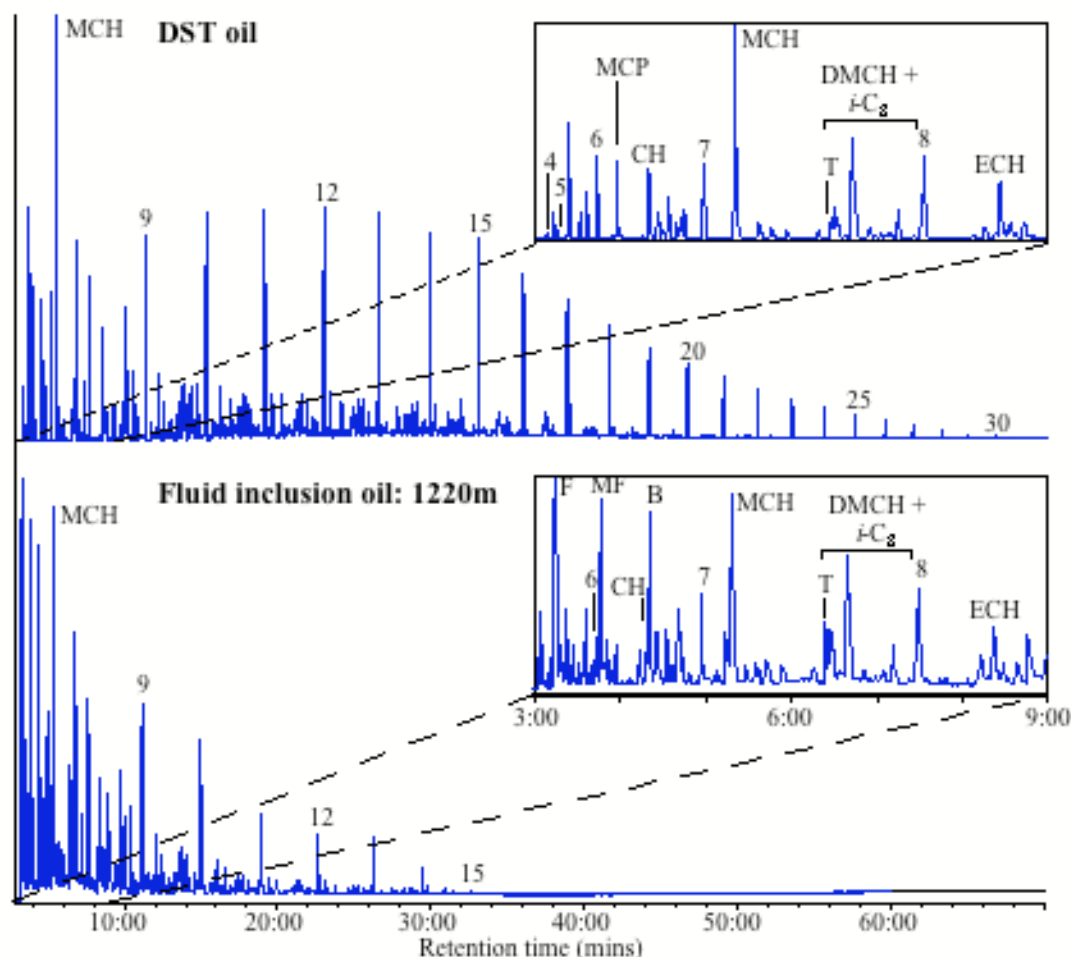 MCH DST oil
9
12
15
20
25
30
MCH
MCP
DMCH +
i-C8
4
5
6
CH
7
T
8
ECH
Fluid inclusion oil: 1220m
MCH
9
12
15
F
MF
B
MCH
DMCH +
i-C8
6
CH
7
T
8
ECH
3:00 6:00 9:00
10:00 20:00 30:00 40:00 50:00 60:00
Retention time (mins)